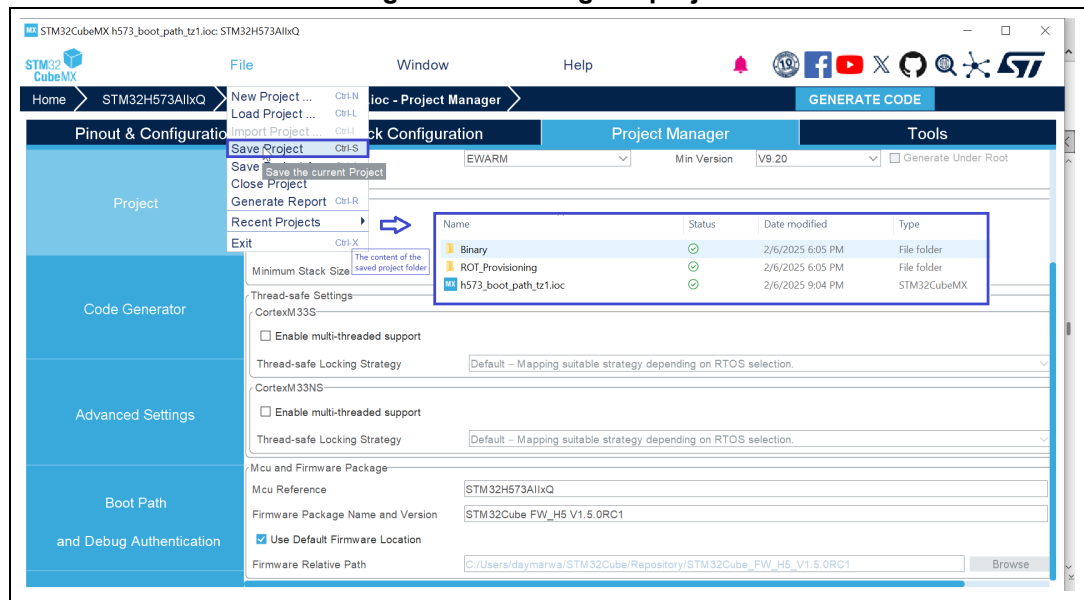 STM32CubeMX h573_boot_path_tz1.ioc: STM32H573AIIxQ
STM32
CubeMX
File
Window
Help
Home
STM32H573AIIxQ
.ioc - Project Manager
GENERATE CODE
New Project ... Ctrl-N
Load Project ... Ctrl-L
Import Project ... Ctrl-I
Save Project Ctrl-S
Save the current Project
Close Project
Generate Report Ctrl-R
Recent Projects
Exit Ctrl-X
Pinout & Configuratio
ck Configuration
Project Manager
Tools
EWARM
Min Version V9.20
Generate Under Root
Project
Code Generator
Advanced Settings
Boot Path
and Debug Authentication
The content of the
saved project folder
Name Status Date modified Type
Binary 2/6/2025 6:05 PM File folder
ROT_Provisioning 2/6/2025 6:05 PM File folder
h573_boot_path_tz1.ioc 2/6/2025 9:04 PM STM32CubeMX
Minimum Stack Size
Thread-safe Settings
CortexM33S
Enable multi-threaded support
Thread-safe Locking Strategy Default – Mapping suitable strategy depending on RTOS selection.
CortexM33NS
Enable multi-threaded support
Thread-safe Locking Strategy Default – Mapping suitable strategy depending on RTOS selection.
Mcu and Firmware Package
Mcu Reference STM32H573AIIxQ
Firmware Package Name and Version STM32Cube FW_H5 V1.5.0RC1
Use Default Firmware Location
Firmware Relative Path C:/Users/daymarwa/STM32Cube/Repository/STM32Cube_FW_H5_V1.5.0RC1 Browse